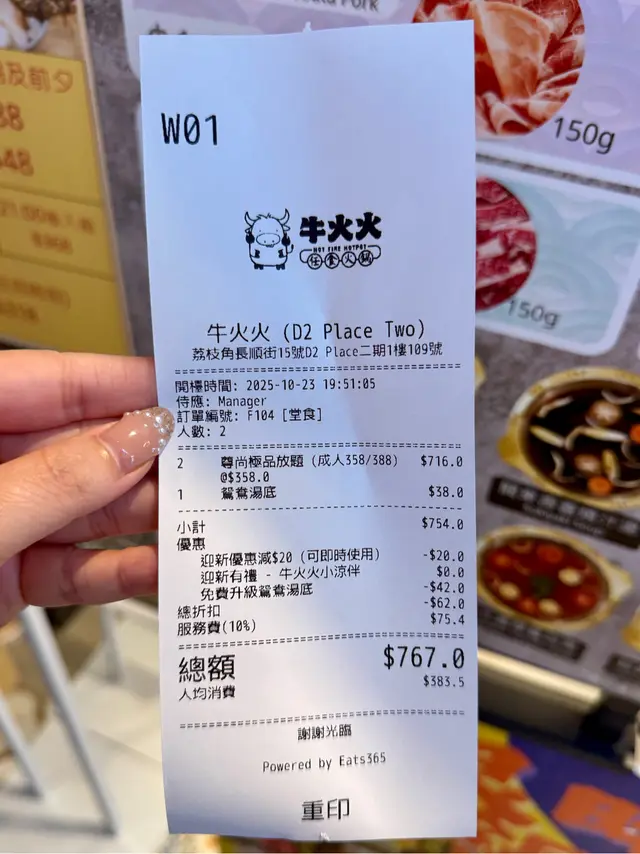 Pork
150g
150g
及前夕
W01
牛火火
HOT FIRE HOTPOT
任食火鍋
牛火火 (D2 Place Two)
荔枝角長順街15號D2 Place二期1樓109號
開檯時間: 2025-10-23 19:51:05
侍應: Manager
訂單編號: F104 [堂食]
人數: 2
2 尊尚極品放題 (成人358/388) $716.0
@$358.0
1 鴛鴦湯底 $38.0
小計 $754.0
優惠
迎新優惠減$20 (可即時使用) -$20.0
迎新有禮 - 牛火火小涼伴 $0.0
免費升級鴛鴦湯底 -$42.0
總折扣 -$62.0
服務費(10%) $75.4
總額 $767.0
人均消費 $383.5
謝謝光臨
Powered by Eats365
重印